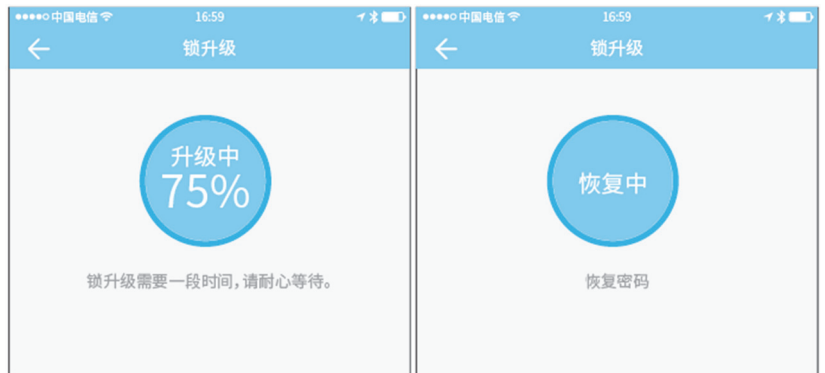 中国电信 16:59
锁升级
升级中
75%
锁升级需要一段时间,请耐心等待。
中国电信 16:59
锁升级
恢复中
恢复密码